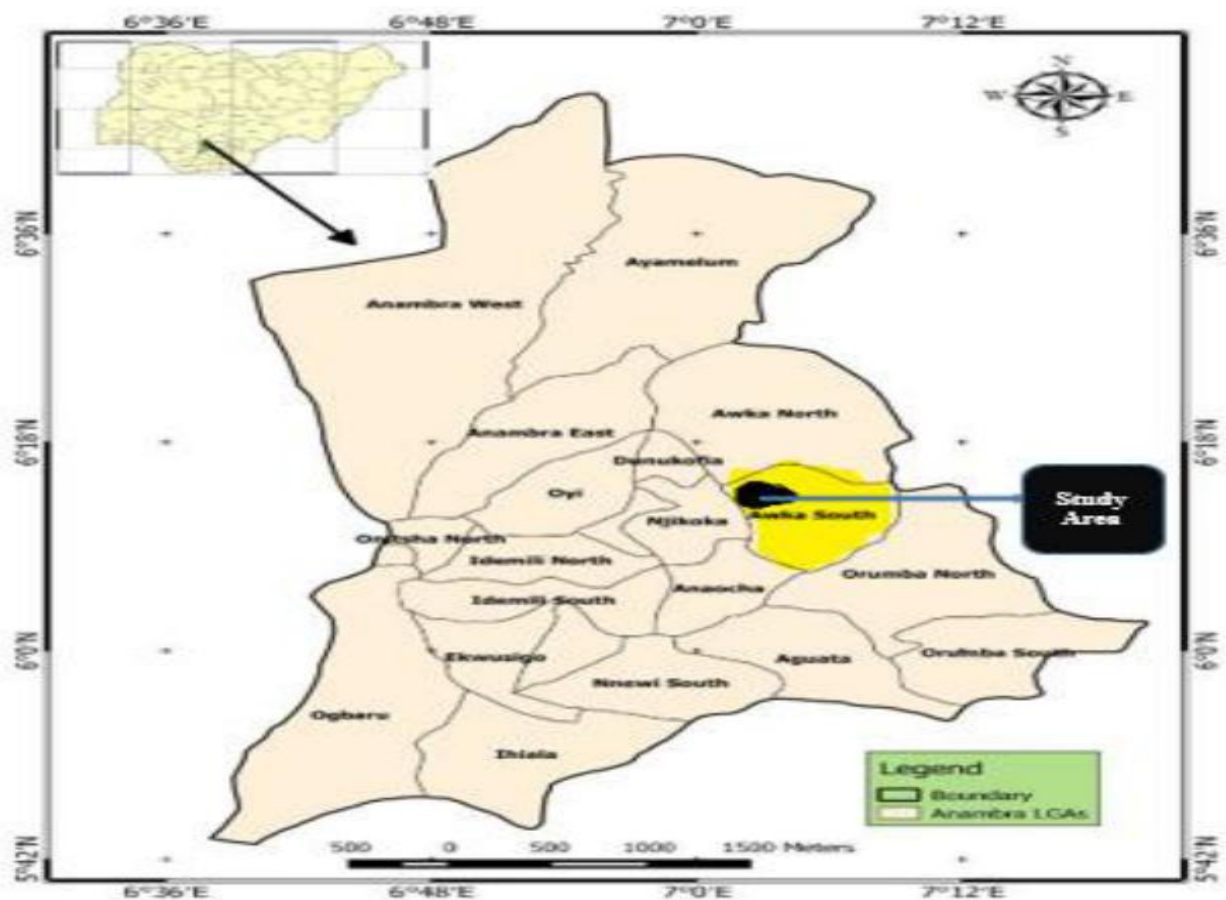 6°36'E 6°48'E 7°0'E 7°12'E
N
W E
S
6°36'N 6°36'N
Ayamelum
Anambra West
Awka North
Anambra East
6°18'N 6°18'N
Dunukofia
Oyi
Study
Area
Awka South
Njikoka
Onitsha North
Idemili North
Orumba North
Anaocha
Idemili South
6°0'N 6°0'N
Ekwusigo
Aguata
Orumba South
Nnewi South
Ogbaru
Ihiala
Legend
Boundary
Anambra LGAs
500 0 500 1000 1500 Meters
5°42'N 5°42'N
6°36'E 6°48'E 7°0'E 7°12'E